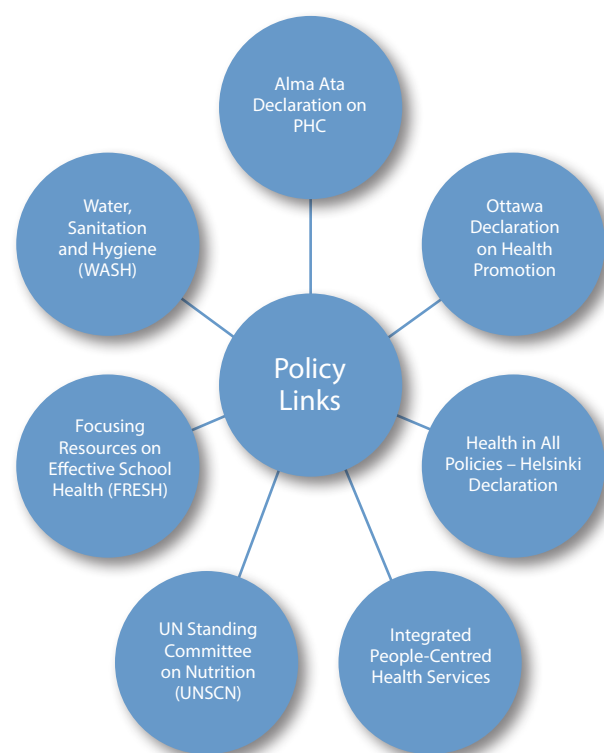 Alma Ata
Declaration on
PHC
Ottawa
Declaration
on Health
Promotion
Health in All
Policies – Helsinki
Declaration
Integrated
People-Centred
Health Services
UN Standing
Committee
on Nutrition
(UNSCN)
Focusing
Resources on
Effective School
Health (FRESH)
Water,
Sanitation
and Hygiene
(WASH)
Policy
Links